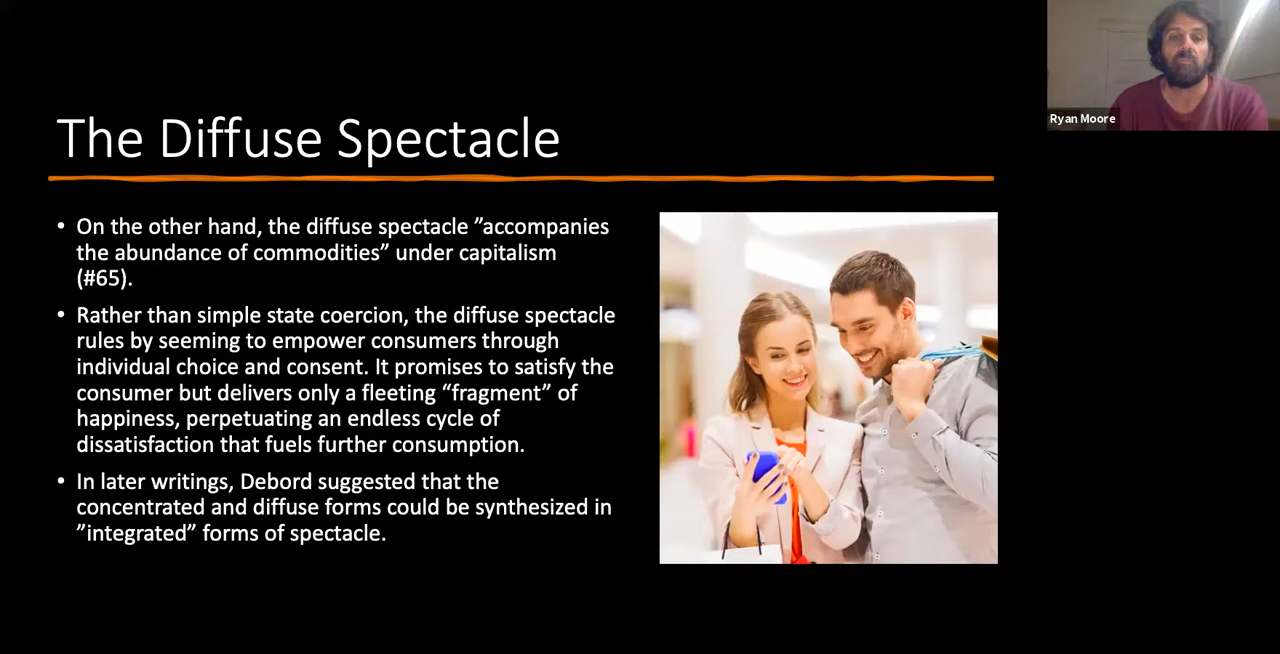 The Diffuse Spectacle
• On the other hand, the diffuse spectacle ”accompanies
the abundance of commodities” under capitalism
(#65).
• Rather than simple state coercion, the diffuse spectacle
rules by seeming to empower consumers through
individual choice and consent. It promises to satisfy the
consumer but delivers only a fleeting “fragment” of
happiness, perpetuating an endless cycle of
dissatisfaction that fuels further consumption.
• In later writings, Debord suggested that the
concentrated and diffuse forms could be synthesized in
”integrated” forms of spectacle.
Ryan Moore